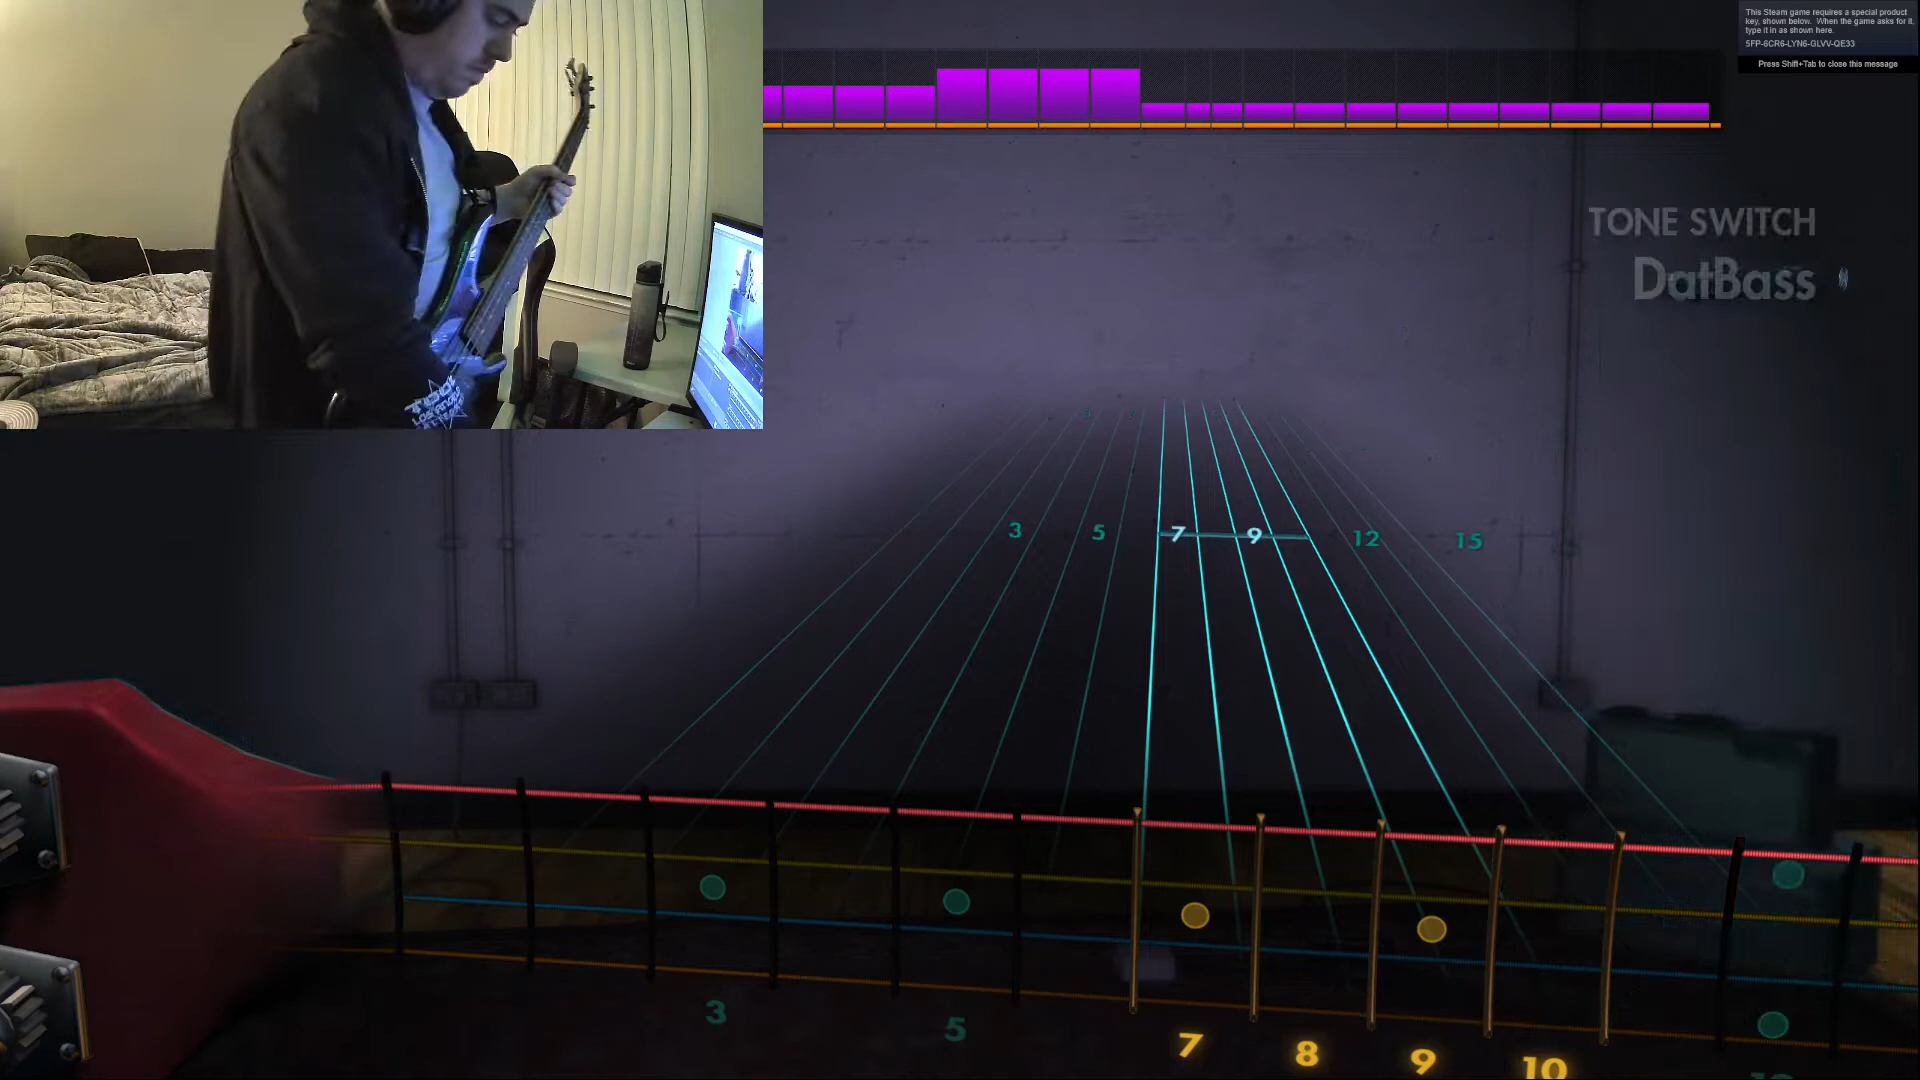 This Steam game requires a special product
key, shown below. When the game asks for it,
type it in as shown here.
5FP-6CR6-LYN6-GLVV-QE33
Press Shift+Tab to close this message
TONE SWITCH
DatBass
3 5 7 9 12 15
3 5 7 8 9 10